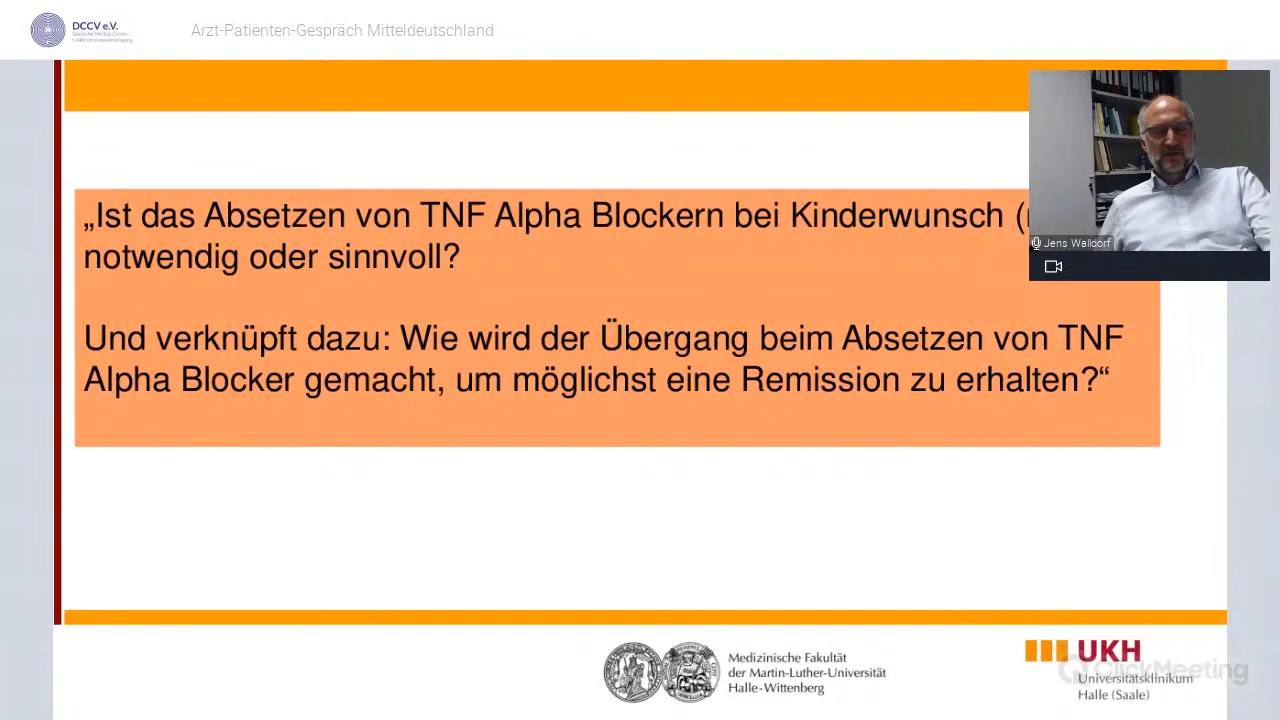 DCCV e.V.
Arzt-Patienten-Gespräch Mitteldeutschland
„Ist das Absetzen von TNF Alpha Blockern bei Kinderwunsch (
notwendig oder sinnvoll?
Und verknüpft dazu: Wie wird der Übergang beim Absetzen von TNF
Alpha Blocker gemacht, um möglichst eine Remission zu erhalten?“
Jens Walldorf
Medizinische Fakultät
der Martin-Luther-Universität
Halle-Wittenberg
UKH
ClickMeeting
Universitätsklinikum
Halle (Saale)